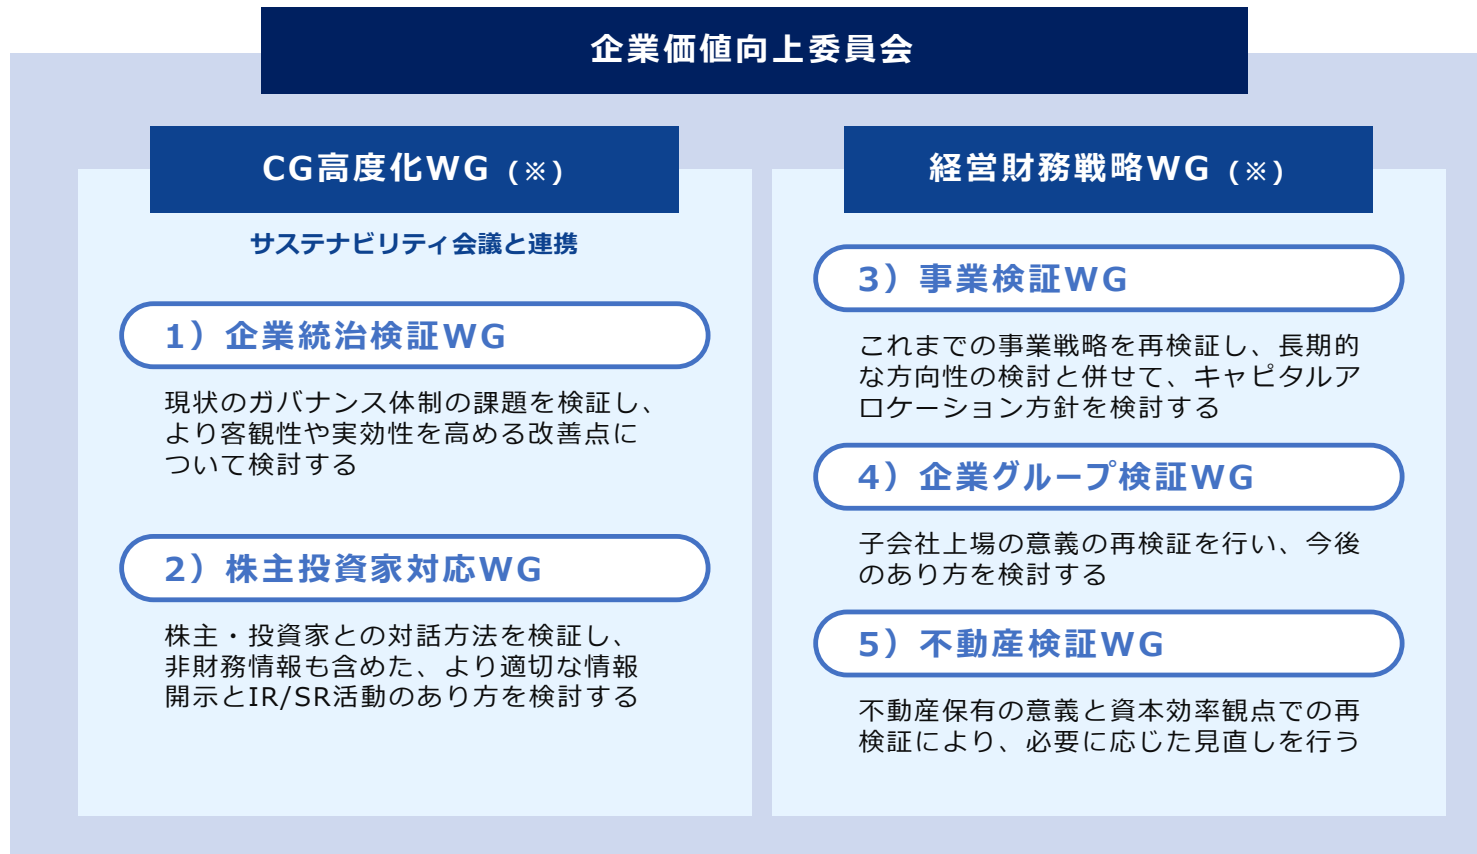 企業価値向上委員会
CG高度化WG(※)
サステナビリティ会議と連携
1)企業統治検証WG
現状のガバナンス体制の課題を検証し、
より客観性や実効性を高める改善点に
ついて検討する
2)株主投資家対応WG
株主・投資家との対話方法を検証し、
非財務情報も含めた、より適切な情報
開示とIR/SR活動のあり方を検討する
経営財務戦略WG(※)
3)事業検証WG
これまでの事業戦略を再検証し、長期的
な方向性の検討と併せて、キャピタルア
ロケーション方針を検討する
4)企業グループ検証WG
子会社上場の意義の再検証を行い、今後
のあり方を検討する
5)不動産検証WG
不動産保有の意義と資本効率観点での再
検証により、必要に応じた見直しを行う